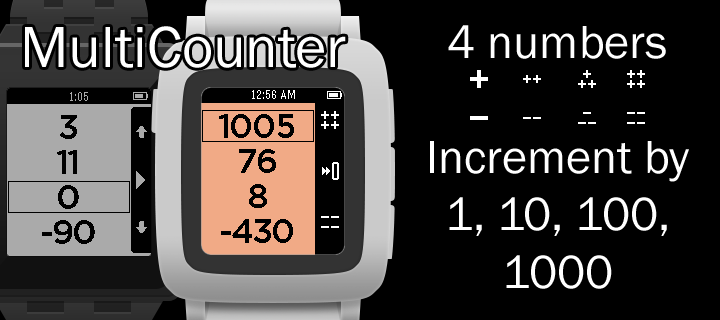 MultiCounter
1:05
3
11
0
-90
12:56 AM
1005
76
8
-430
4 numbers
+ ++ +++ ++++
- -- --- ----
Increment by
1, 10, 100,
1000